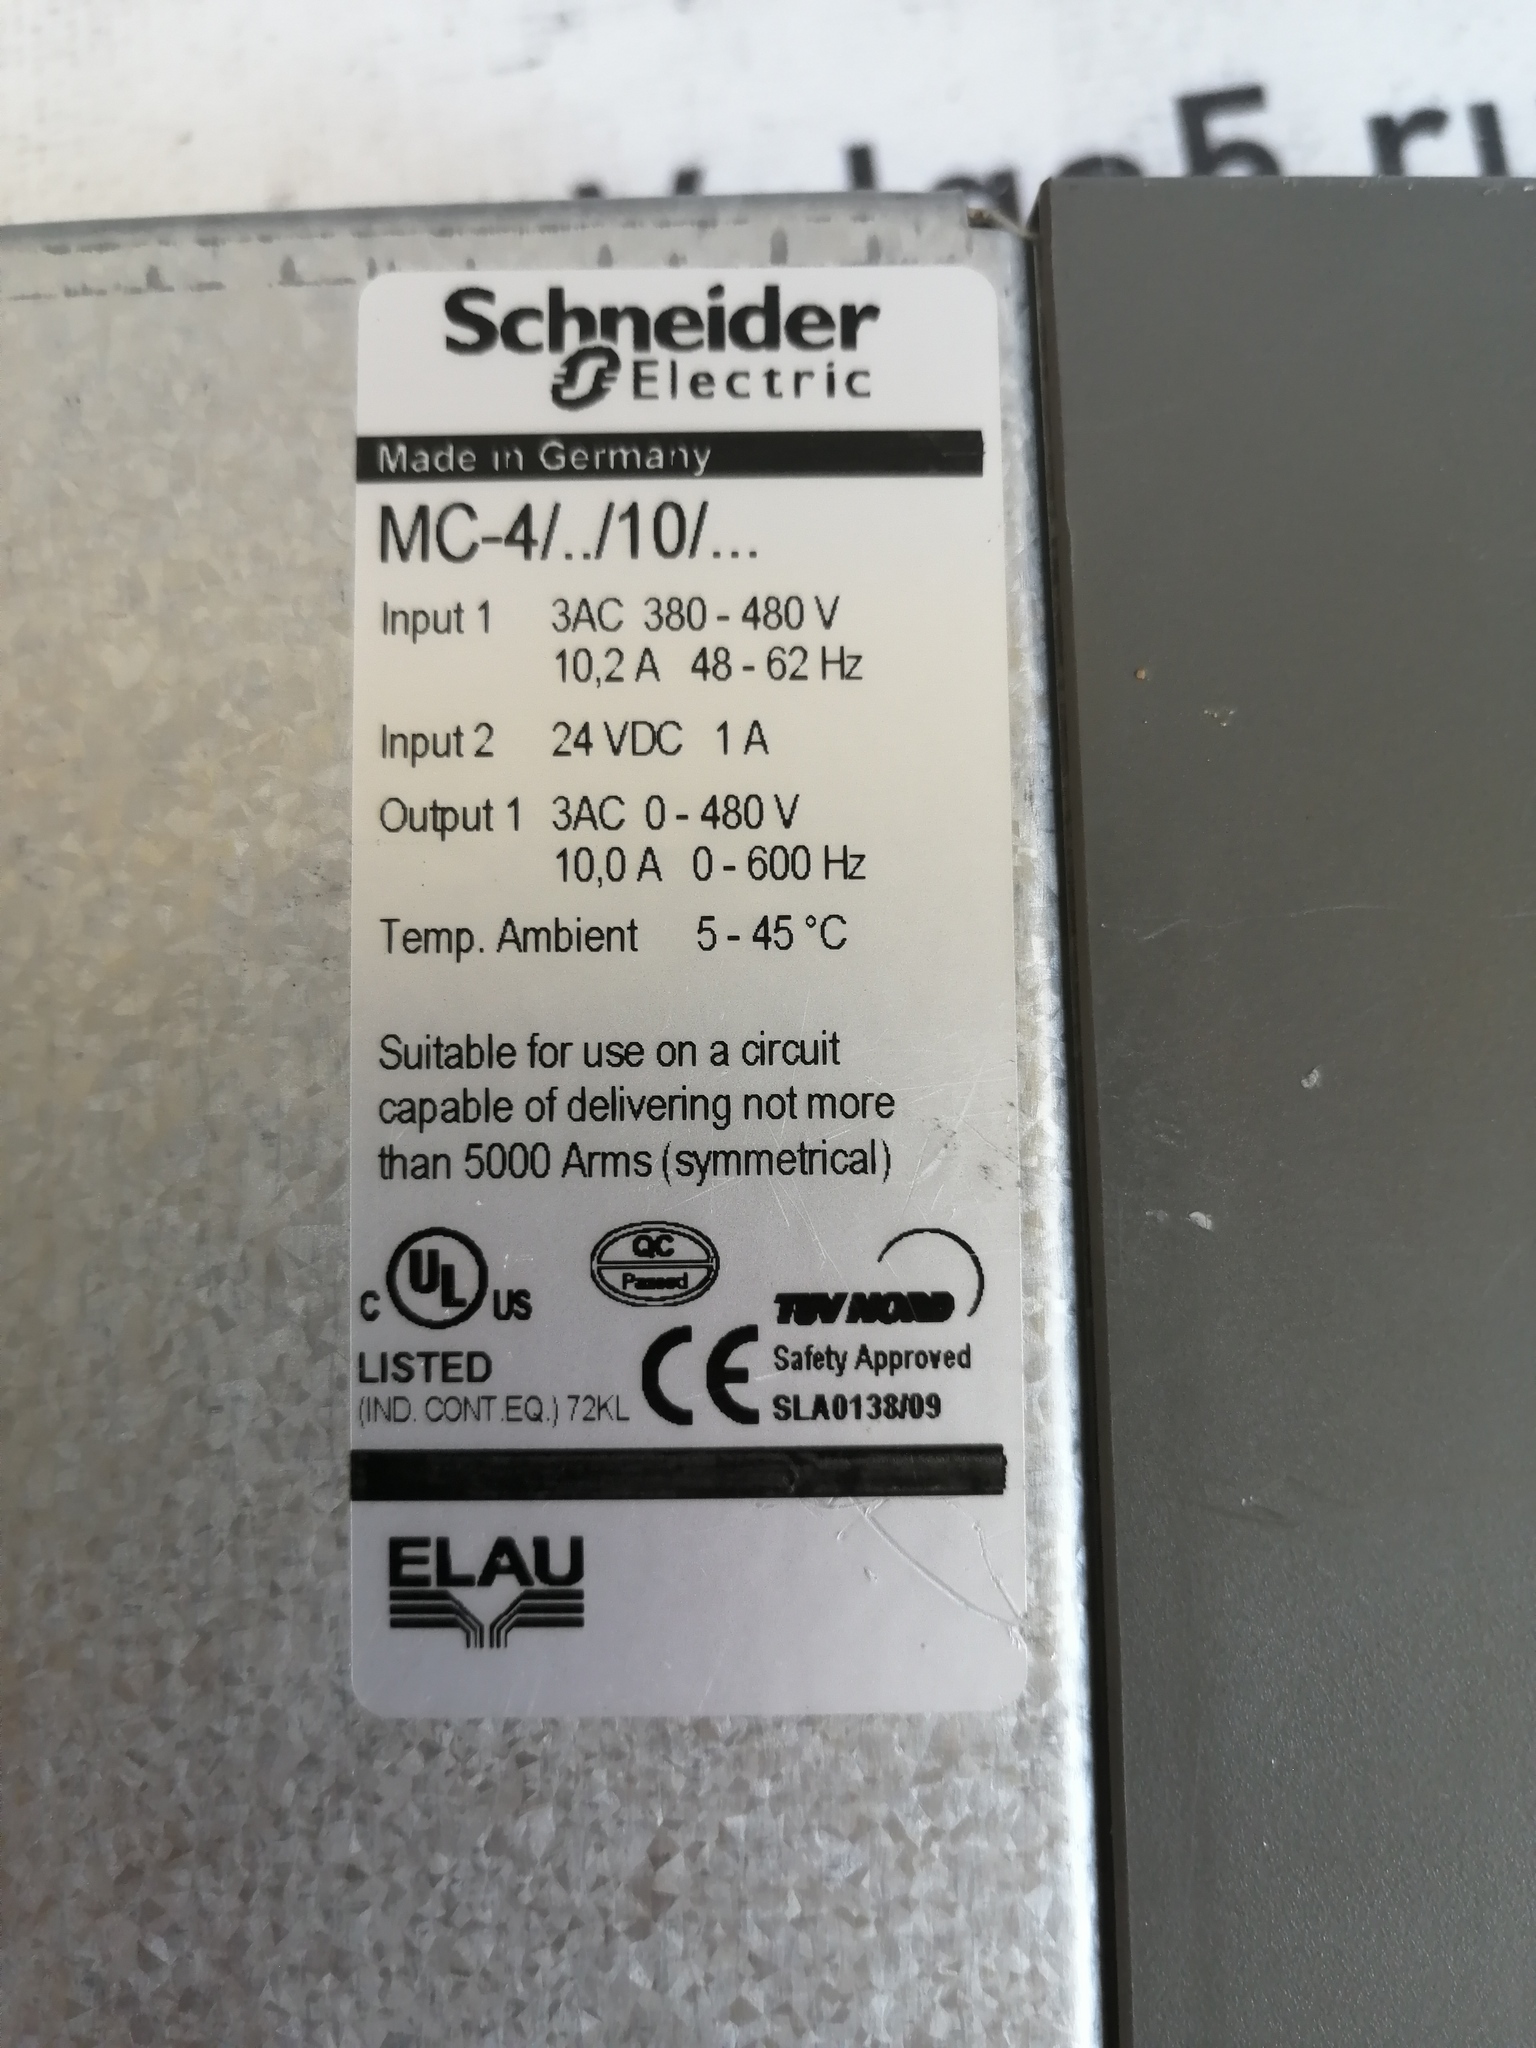 Schneider
Electric
Made in Germany
MC-4/../10/...
Input 1 3AC 380 - 480 V
10,2 A 48 - 62 Hz
Input 2 24 VDC 1 A
Output 1 3AC 0 - 480 V
10,0 A 0 - 600 Hz
Temp. Ambient 5 - 45 °C
Suitable for use on a circuit
capable of delivering not more
than 5000 Arms (symmetrical)
C UL US
QC
Passed
TUV NORD
LISTED
(IND. CONT.EQ.) 72KL
CE
Safety Approved
SLA0138/09
ELAU